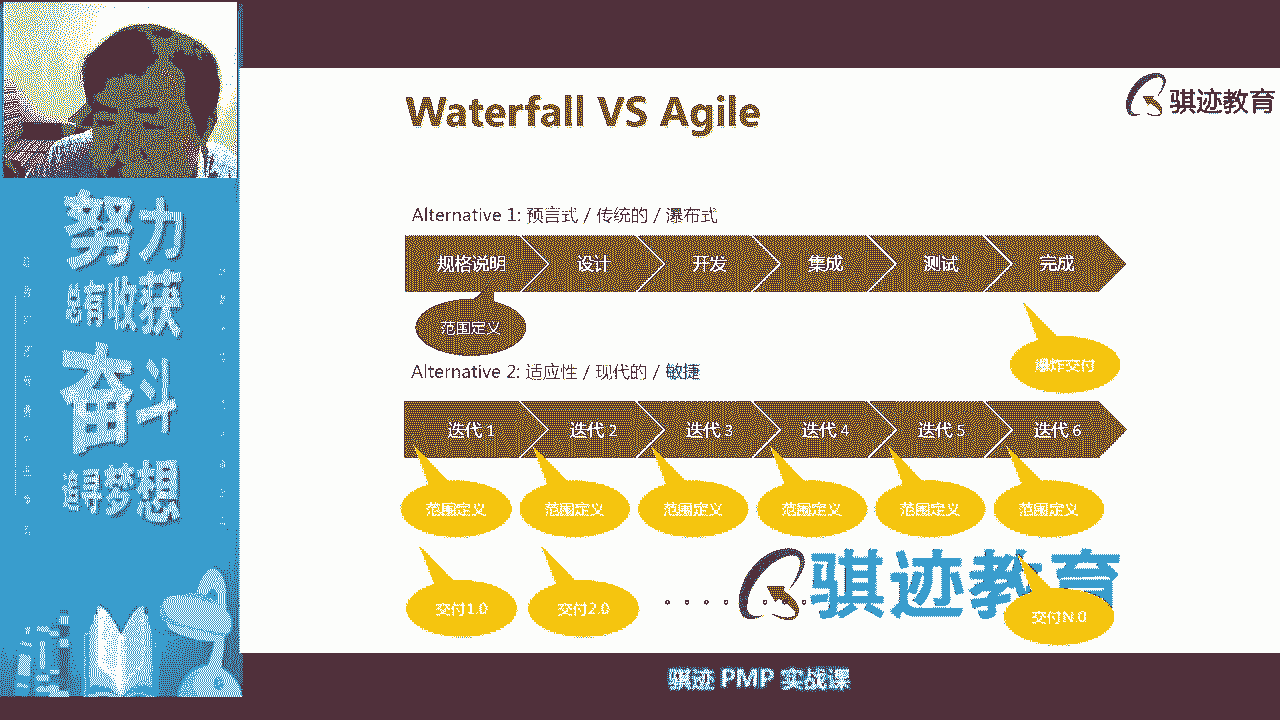 骐迹教育
Waterfall VS Agile
Alternative 1: 预言式 / 传统的 / 瀑布式
规格说明 设计 开发 集成 测试 完成
范围定义
爆炸交付
Alternative 2: 适应性 / 现代的 / 敏捷
迭代 1 迭代 2 迭代 3 迭代 4 迭代 5 迭代 6
范围定义 范围定义 范围定义 范围定义 范围定义 范围定义
交付1.0 交付2.0 . . . . . . . . 交付N.0
骐迹教育
骐迹 PMP 实战课
努力
有收获
奋斗
梦想